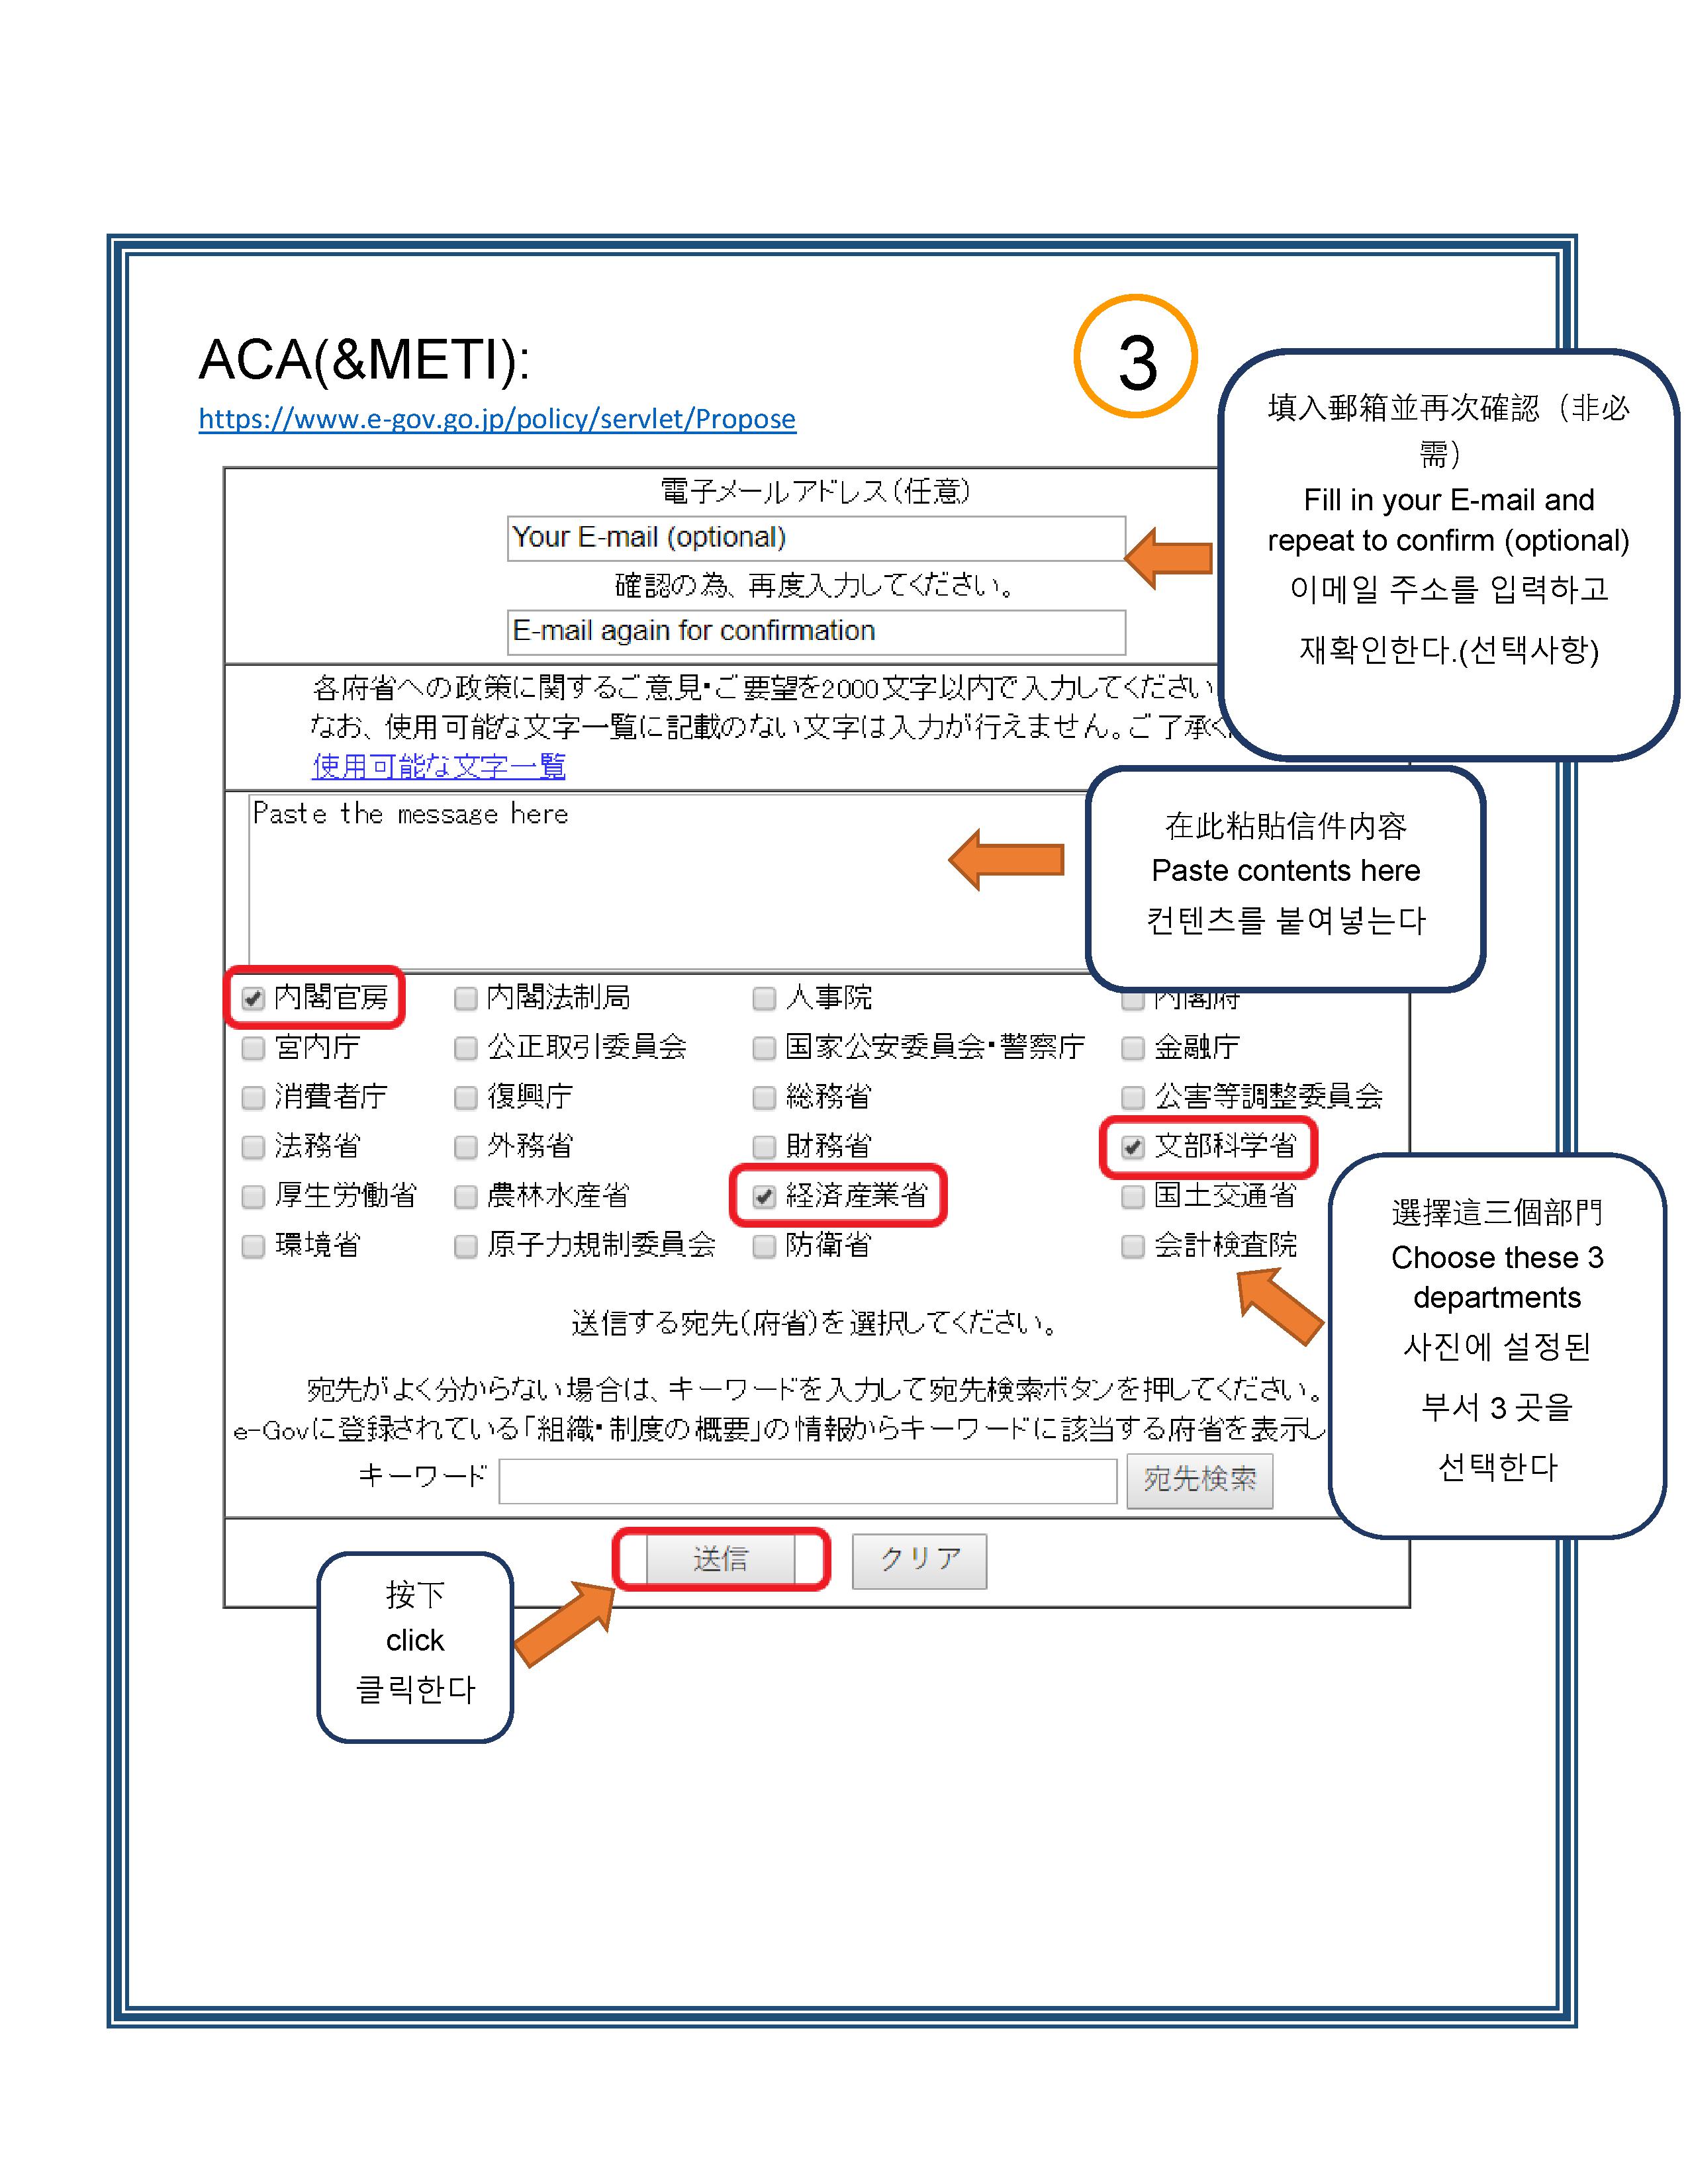 ACA(&METI):
3
https://www.e-gov.go.jp/policy/servlet/Propose
填入郵箱並再次確認（非必
需）
Fill in your E-mail and
repeat to confirm (optional)
이메일 주소를 입력하고
재확인한다.(선택사항)
電子メールアドレス(任意)
Your E-mail (optional)
確認の為、再度入力してください。
E-mail again for confirmation
各府省への政策に関するご意見・ご要望を2000文字以内で入力してください
なお、使用可能な文字一覧に記載のない文字は入力が行えません。ご了承く
使用可能な文字一覧
Paste the message here
在此粘貼信件內容
Paste contents here
컨텐츠를 붙여넣는다
内閣官房 内閣法制局 人事院 内閣府
宮内庁 公正取引委員会 国家公安委員会・警察庁 金融庁
消費者庁 復興庁 総務省 公害等調整委員会
法務省 外務省 財務省 文部科学省
厚生労働省 農林水産省 経済産業省 国土交通省
環境省 原子力規制委員会 防衛省 会計検査院
選擇這三個部門
Choose these 3
departments
사진에 설정된
부서 3 곳을
선택한다
送信する宛先(府省)を選択してください。
宛先がよく分からない場合は、キーワードを入力して宛先検索ボタンを押してください。
e-Govに登録されている「組織・制度の概要」の情報からキーワードに該当する府省を表示し
キーワード 宛先検索
送信 クリア
按下
click
클릭한다